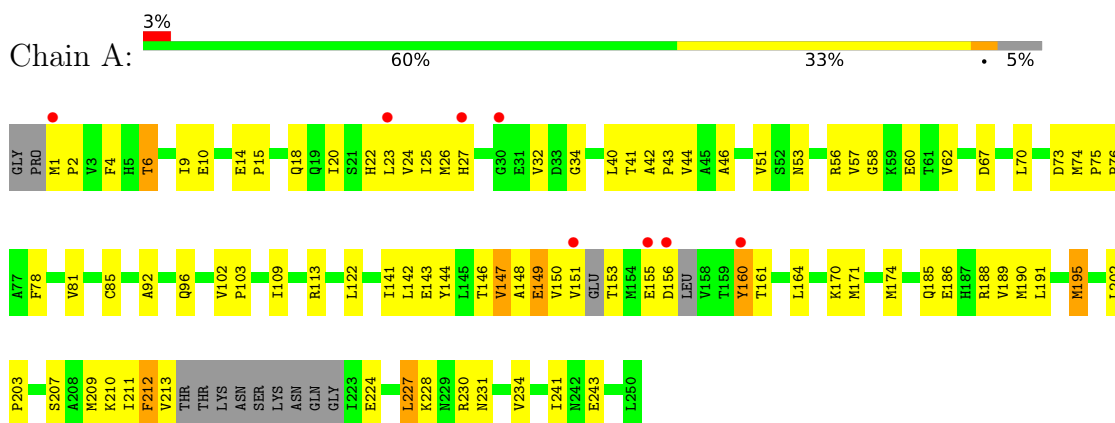 3%
Chain A:
60% 33% • 5%
GLY PRO M1 P2 V3 F4 H5 T6 I9 E10 E14 P15 Q18 Q19 I20 S21 H22 L23 V24 I25 M26 H27 G30 E31 V32 D33 G34 L40 T41 A42 P43 V44 A45 A46 V51 S52 N53 R56 V57 G58 K59 E60 T61 V62 D67 L70 D73 M74 P75 P76
A77 F78 V81 C85 A92 Q96 V102 P103 I109 R113 L122 I141 L142 E143 Y144 L145 T146 V147 A148 E149 V150 V151 GLU T153 M154 E155 D156 LEU V158 T159 Y160 T161 L164 K170 M171 M174 Q185 E186 H187 R188 V189 M190 L191 M195 L202
P203 S207 A208 M209 K210 I211 F212 V213 THR THR LYS ASN SER LYS ASN GLN GLY I223 E224 L227 K228 N229 R230 N231 V234 I241 N242 E243 L250